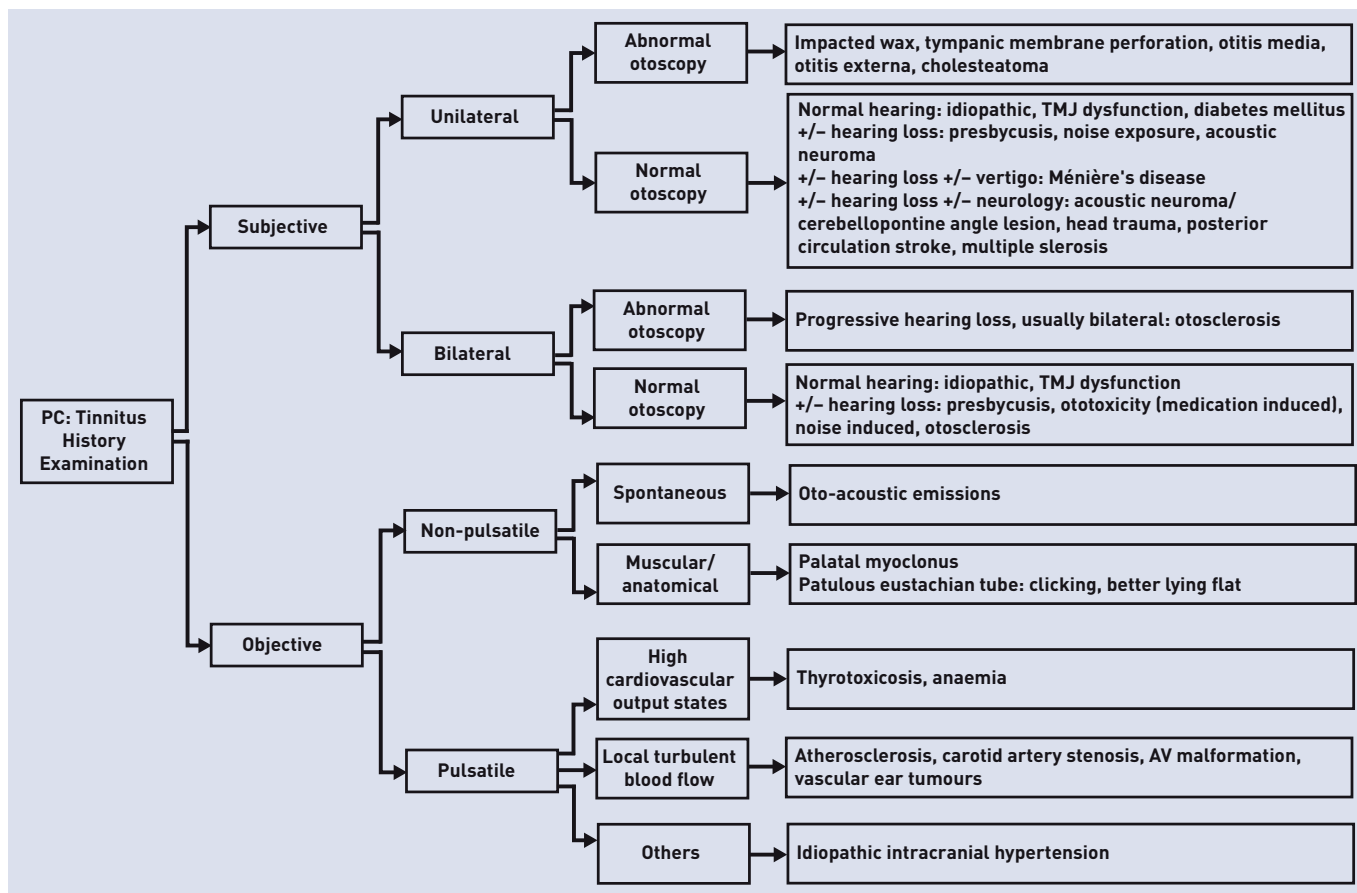 PC: Tinnitus
History
Examination
Subjective
Unilateral
Abnormal
otoscopy
Impacted wax, tympanic membrane perforation, otitis media,
otitis externa, cholesteatoma
Normal
otoscopy
Normal hearing: idiopathic, TMJ dysfunction, diabetes mellitus
+/– hearing loss: presbycusis, noise exposure, acoustic
neuroma
+/– hearing loss +/– vertigo: Ménière's disease
+/– hearing loss +/– neurology: acoustic neuroma/
cerebellopontine angle lesion, head trauma, posterior
circulation stroke, multiple slerosis
Bilateral
Abnormal
otoscopy
Progressive hearing loss, usually bilateral: otosclerosis
Normal
otoscopy
Normal hearing: idiopathic, TMJ dysfunction
+/– hearing loss: presbycusis, ototoxicity (medication induced),
noise induced, otosclerosis
Objective
Non-pulsatile
Spontaneous
Oto-acoustic emissions
Muscular/
anatomical
Palatal myoclonus
Patulous eustachian tube: clicking, better lying flat
Pulsatile
High
cardiovascular
output states
Thyrotoxicosis, anaemia
Local turbulent
blood flow
Atherosclerosis, carotid artery stenosis, AV malformation,
vascular ear tumours
Others
Idiopathic intracranial hypertension